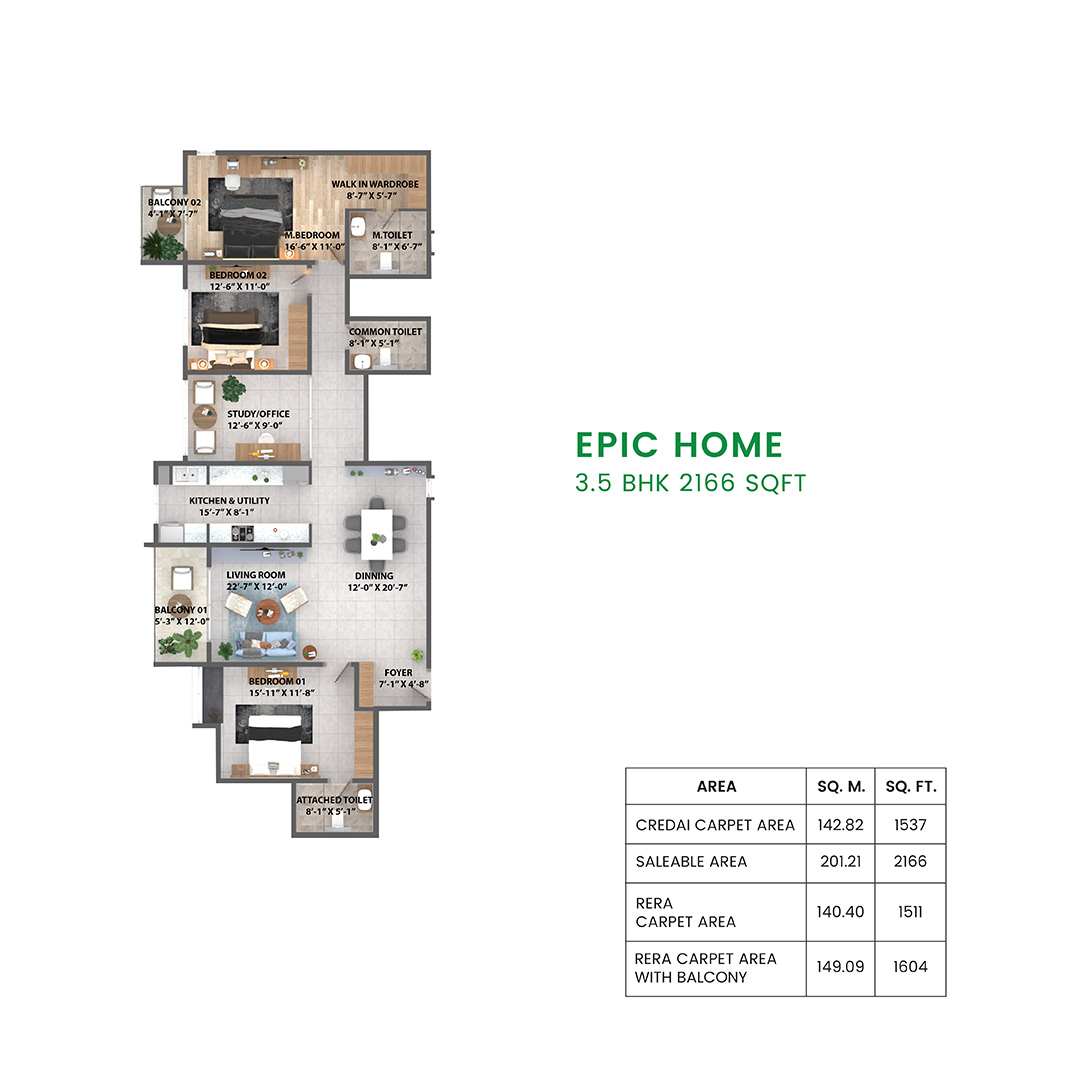 WALK IN WARDROBE
8'-7" X 5'-7"
BALCONY 02
4'-1" X 7'-7"
M.BEDROOM
16'-6" X 11'-0"
M.TOILET
8'-1" X 6'-7"
BEDROOM 02
12'-6" X 11'-0"
COMMON TOILET
8'-1" X 5'-1"
STUDY/OFFICE
12'-6" X 9'-0"
KITCHEN & UTILITY
15'-7" X 8'-1"
LIVING ROOM
22'-7" X 12'-0"
DINNING
12'-0" X 20'-7"
BALCONY 01
5'-3" X 12'-0"
FOYER
7'-1" X 4'-8"
BEDROOM 01
15'-11" X 11'-8"
ATTACHED TOILET
8'-1" X 5'-1"
EPIC HOME
3.5 BHK 2166 SQFT
AREA SQ. M. SQ. FT.
CREDAI CARPET AREA 142.82 1537
SALEABLE AREA 201.21 2166
RERA
CARPET AREA 140.40 1511
RERA CARPET AREA
WITH BALCONY 149.09 1604